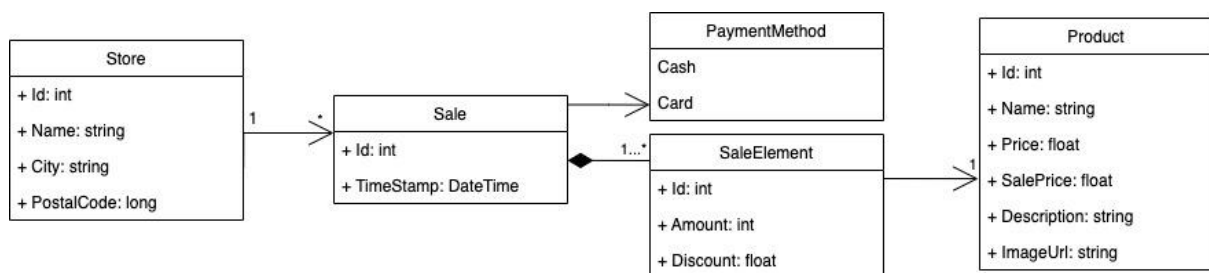 Store
+ Id: int
+ Name: string
+ City: string
+ PostalCode: long
1
*
Sale
+ Id: int
+ TimeStamp: DateTime
PaymentMethod
Cash
Card
1...*
SaleElement
+ Id: int
+ Amount: int
+ Discount: float
1
Product
+ Id: int
+ Name: string
+ Price: float
+ SalePrice: float
+ Description: string
+ ImageUrl: string